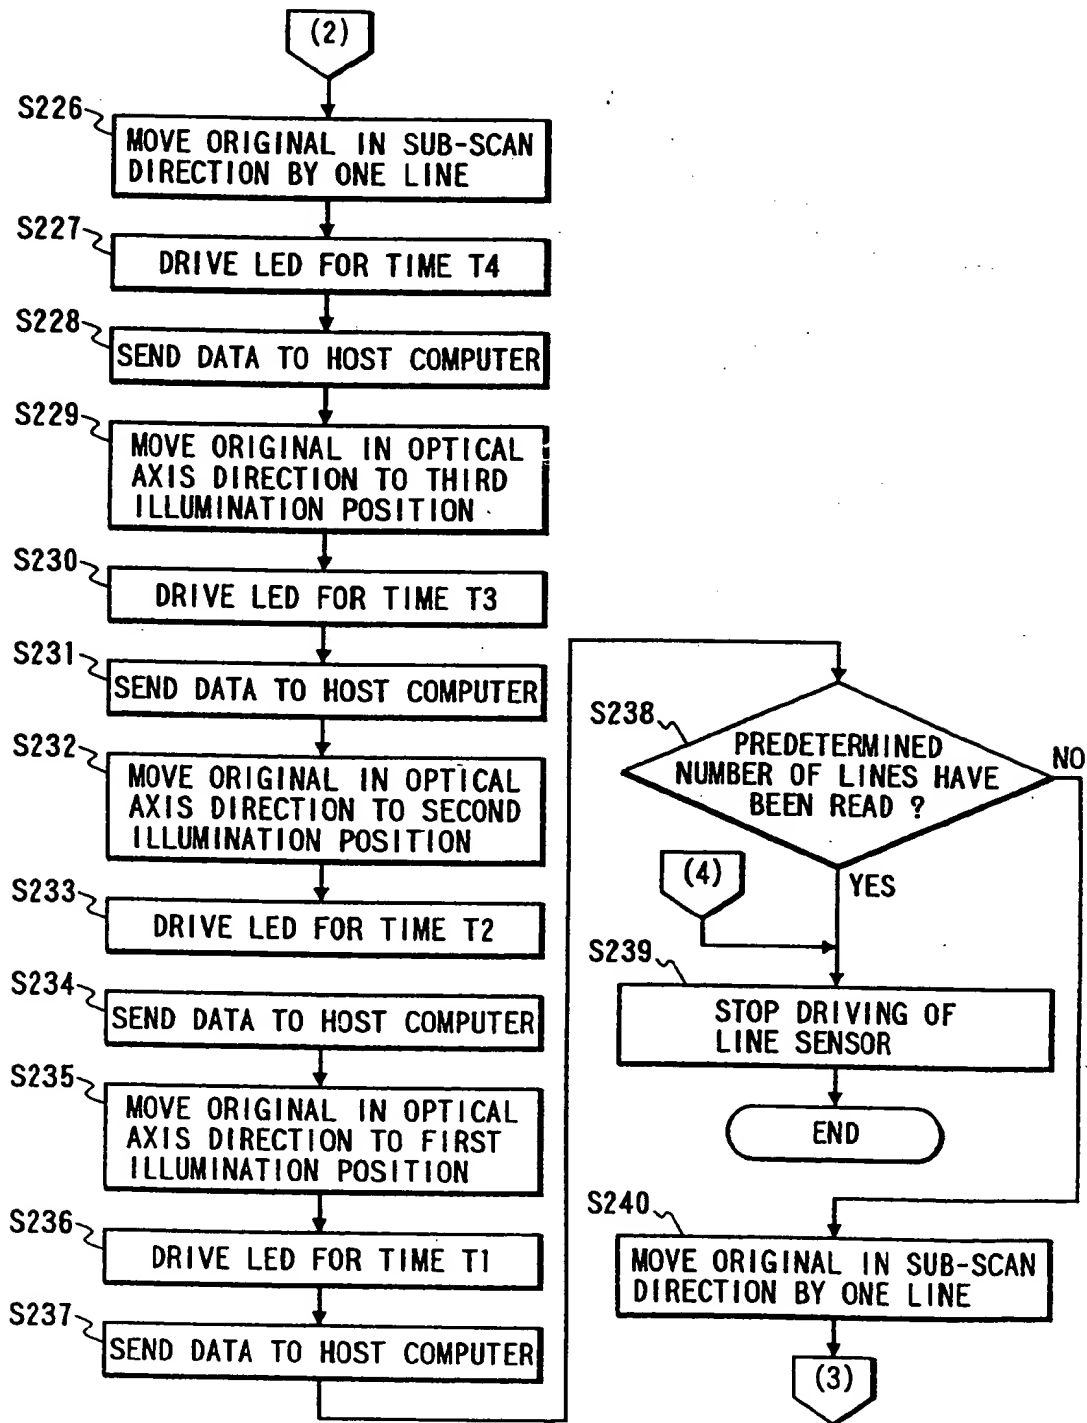 (2)
S226
MOVE ORIGINAL IN SUB-SCAN
DIRECTION BY ONE LINE
S227
DRIVE LED FOR TIME T4
S228
SEND DATA TO HOST COMPUTER
S229
MOVE ORIGINAL IN OPTICAL
AXIS DIRECTION TO THIRD
ILLUMINATION POSITION
S230
DRIVE LED FOR TIME T3
S231
SEND DATA TO HOST COMPUTER
S232
MOVE ORIGINAL IN OPTICAL
AXIS DIRECTION TO SECOND
ILLUMINATION POSITION
S233
DRIVE LED FOR TIME T2
S234
SEND DATA TO HOST COMPUTER
S235
MOVE ORIGINAL IN OPTICAL
AXIS DIRECTION TO FIRST
ILLUMINATION POSITION
S236
DRIVE LED FOR TIME T1
S237
SEND DATA TO HOST COMPUTER
S238
PREDETERMINED
NUMBER OF LINES HAVE
BEEN READ ?
NO
YES
(4)
S239
STOP DRIVING OF
LINE SENSOR
END
S240
MOVE ORIGINAL IN SUB-SCAN
DIRECTION BY ONE LINE
(3)